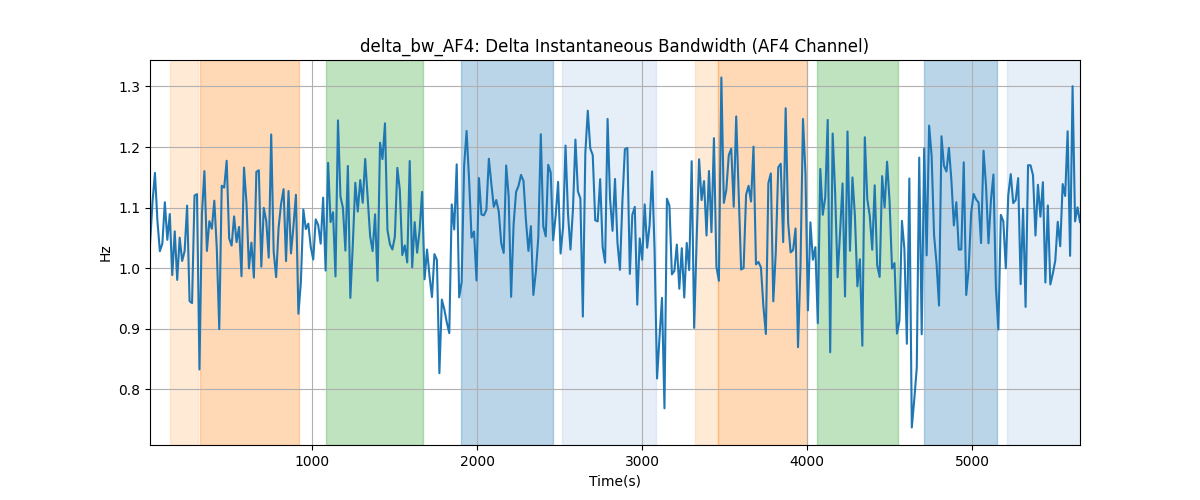 delta_bw_AF4: Delta Instantaneous Bandwidth (AF4 Channel)
Hz
1.3
1.2
1.1
1.0
0.9
0.8
1000 2000 3000 4000 5000
Time(s)